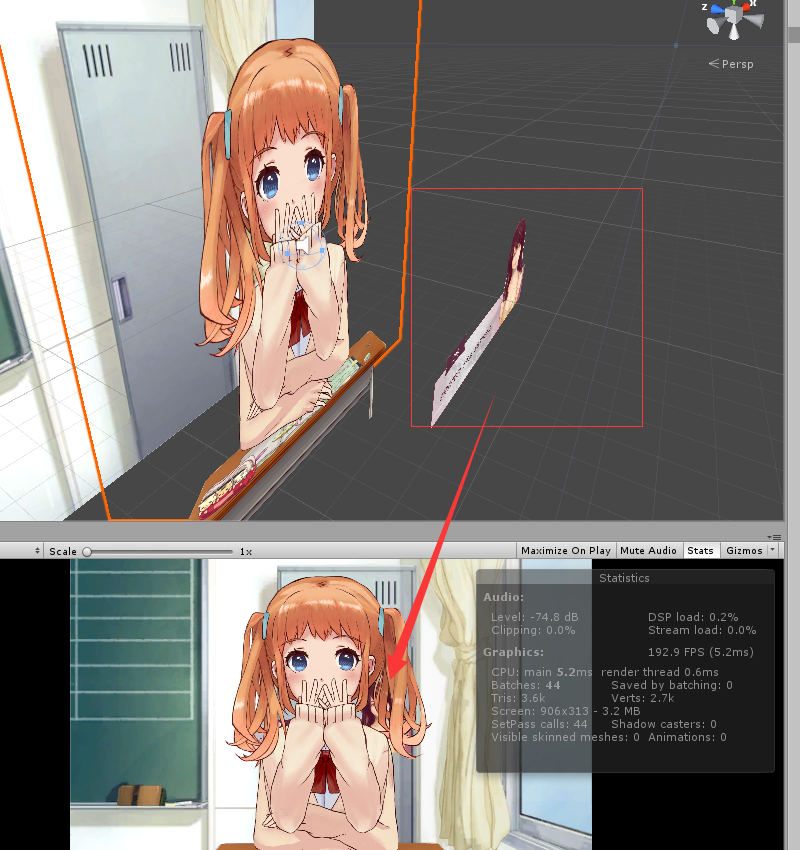 z
x
Persp
Scale
1x
Maximize On Play
Mute Audio
Stats
Gizmos
Statistics
Audio:
Level: -74.8 dB
DSP load: 0.2%
Clipping: 0.0%
Stream load: 0.0%
Graphics:
192.9 FPS (5.2ms)
CPU: main 5.2ms render thread 0.6ms
Batches: 44
Saved by batching: 0
Tris: 3.6k
Verts: 2.7k
Screen: 906x313 - 3.2 MB
SetPass calls: 44
Shadow casters: 0
Visible skinned meshes: 0 Animations: 0